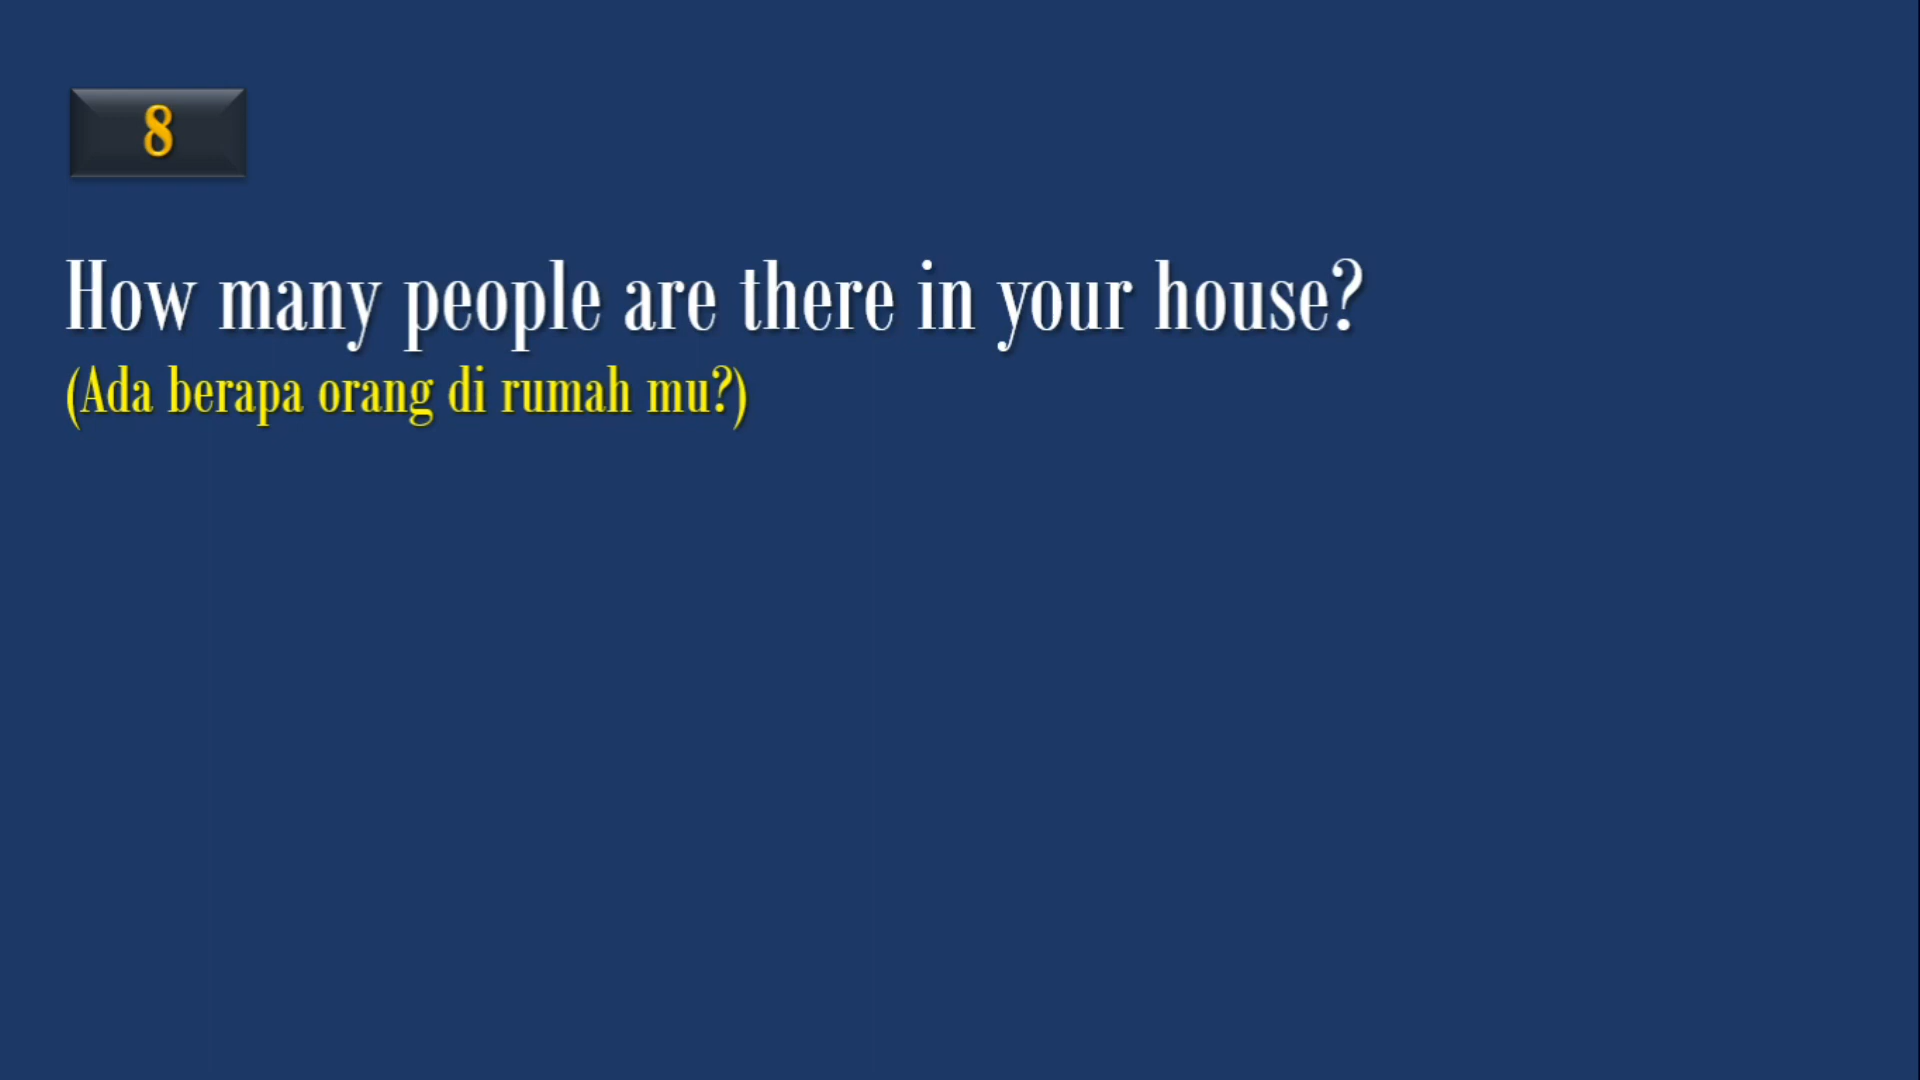 8
How many people are there in your house?
(Ada berapa orang di rumah mu?)